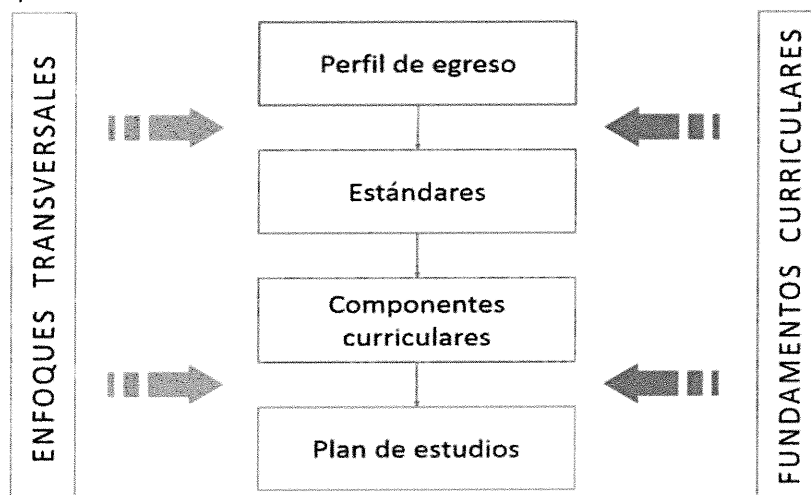 ENFOQUES TRANSVERSALES
Perfil de egreso
Estándares
Componentes
curriculares
Plan de estudios
FUNDAMENTOS CURRICULARES